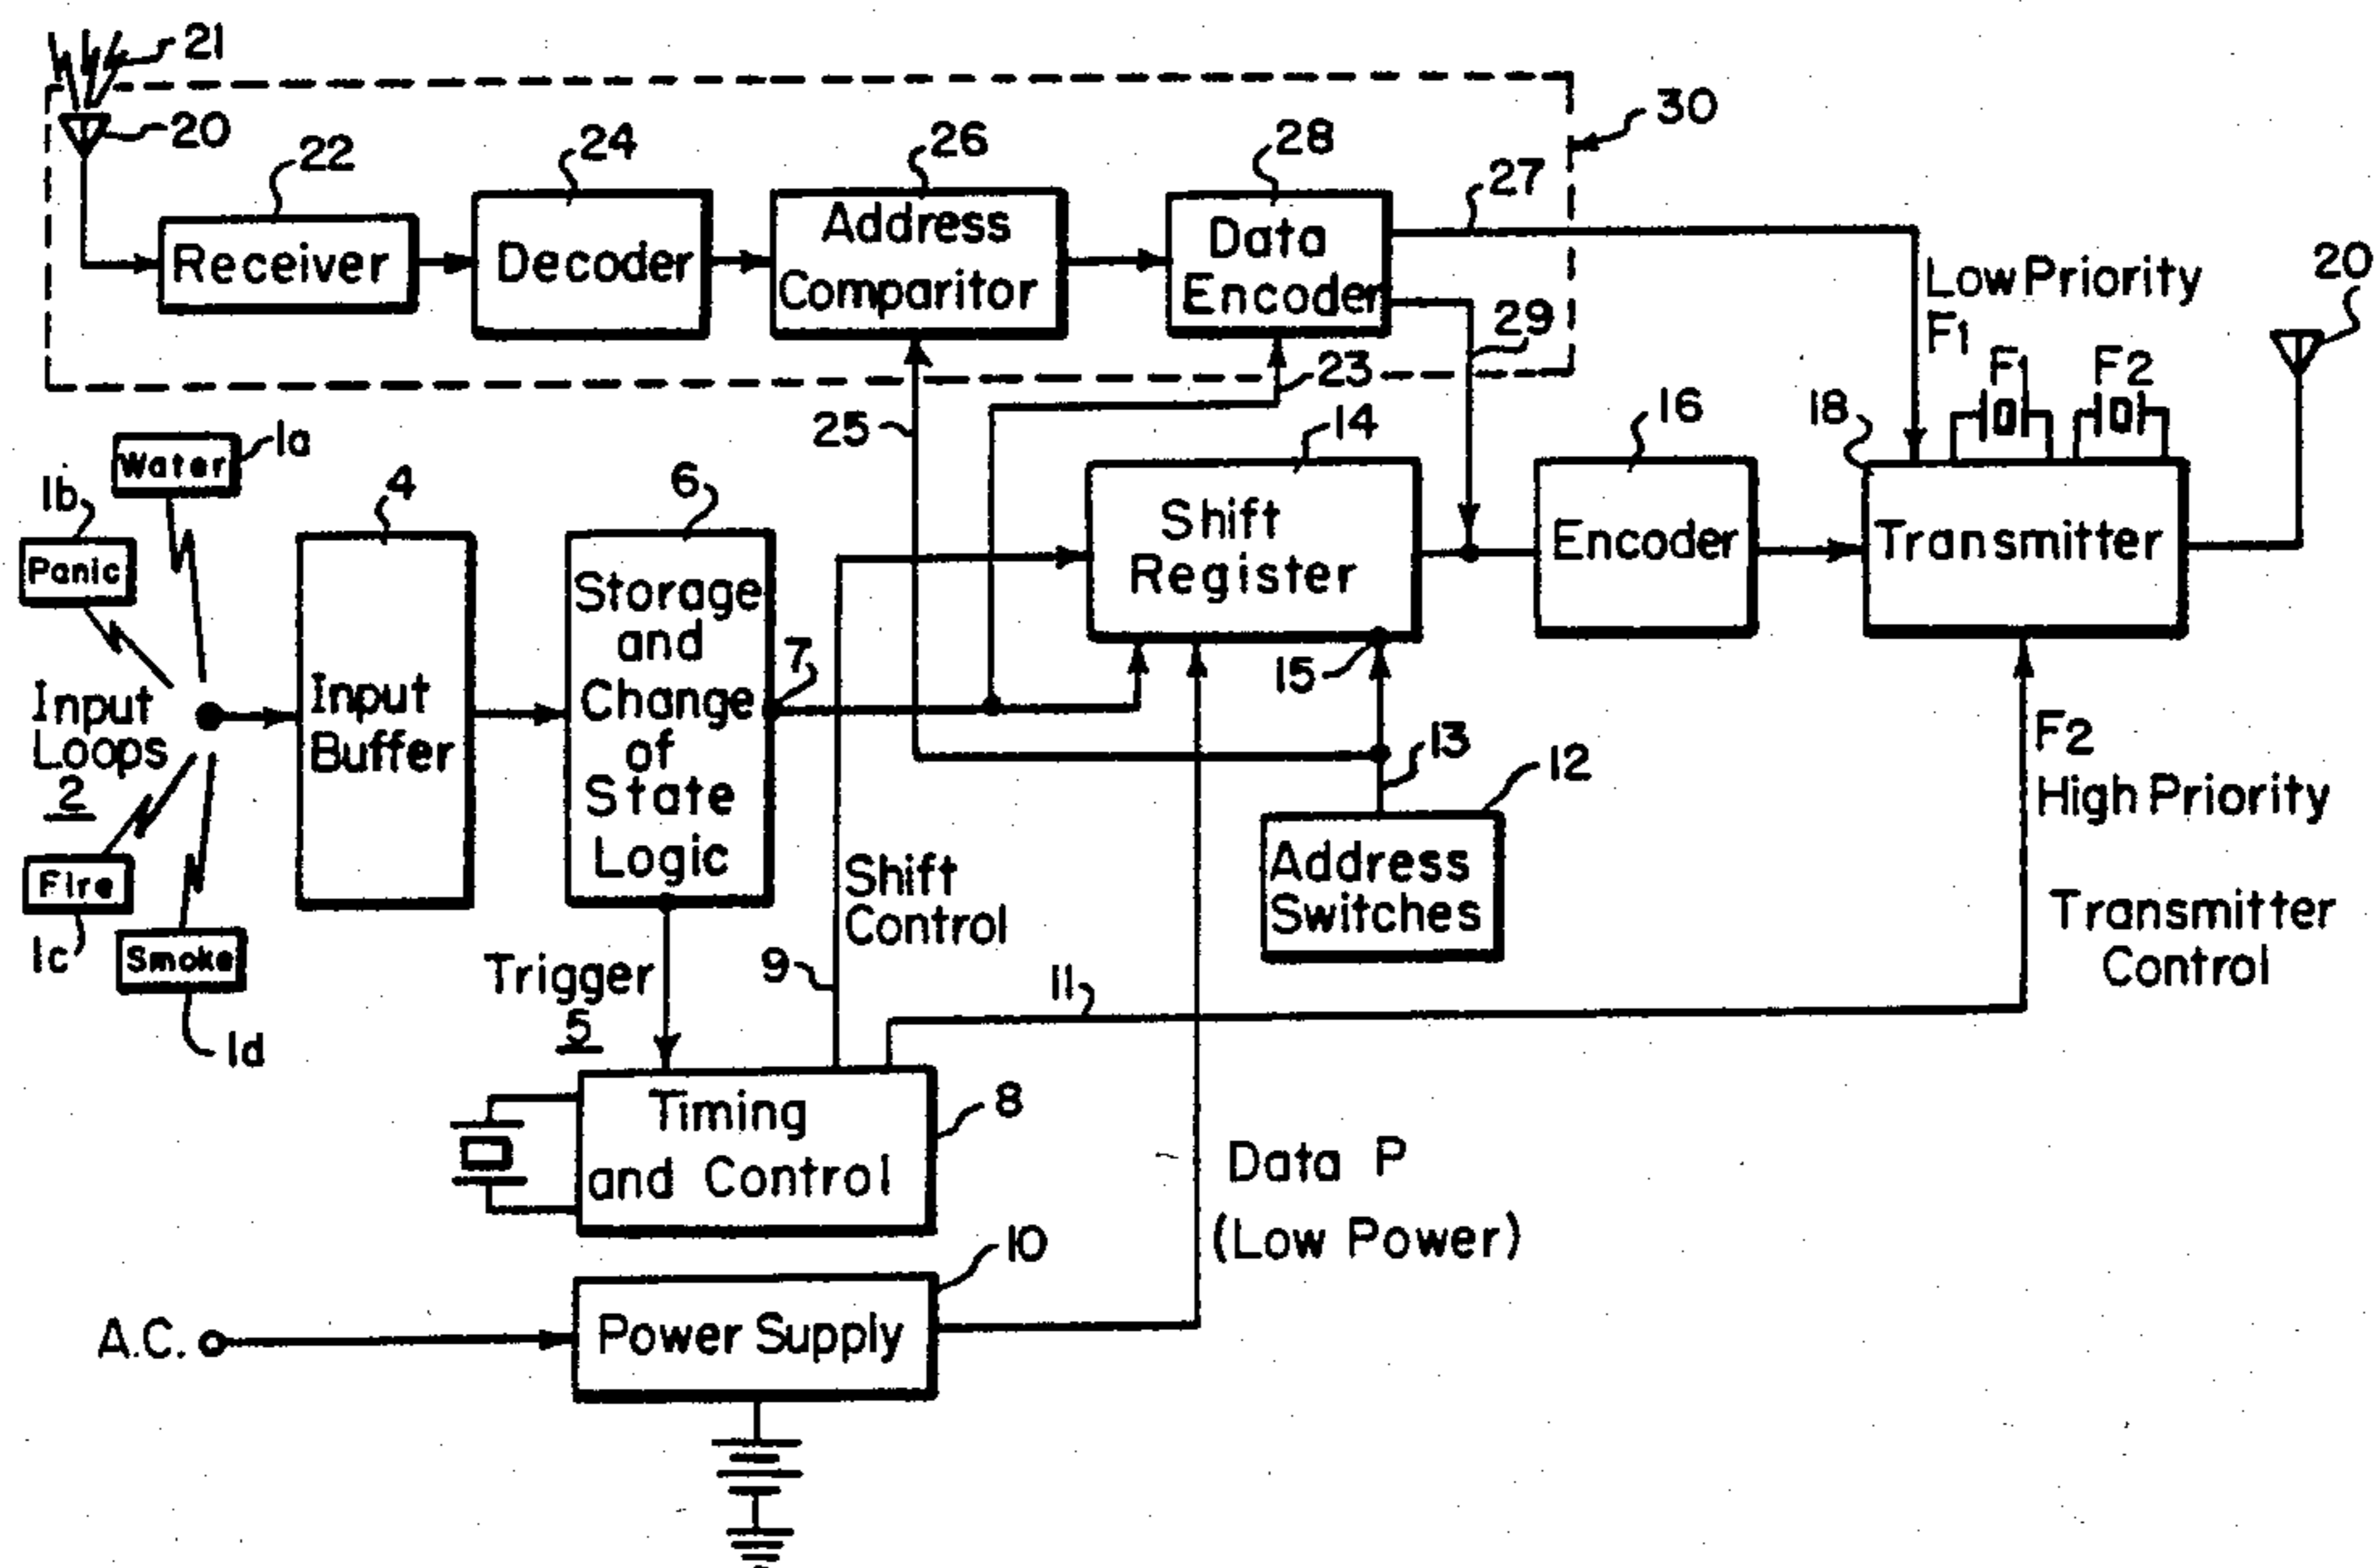 21
20
22
Receiver
24
Decoder
26
Address
Comparitor
28
Data
Encoder
27
30
29
23
25
Low Priority
F1
F1
F2
20
1a
Water
1b
Panic
Input
Loops
2
Fire
1c
Smoke
1d
4
Input
Buffer
6
Storage
and
Change
of
State
Logic
7
Trigger
5
9
Shift
Control
14
Shift
Register
15
13
12
Address
Switches
16
Encoder
18
Transmitter
F2
High Priority
Transmitter
Control
11
Timing
and Control
8
Data P
(Low Power)
10
A.C.
Power Supply